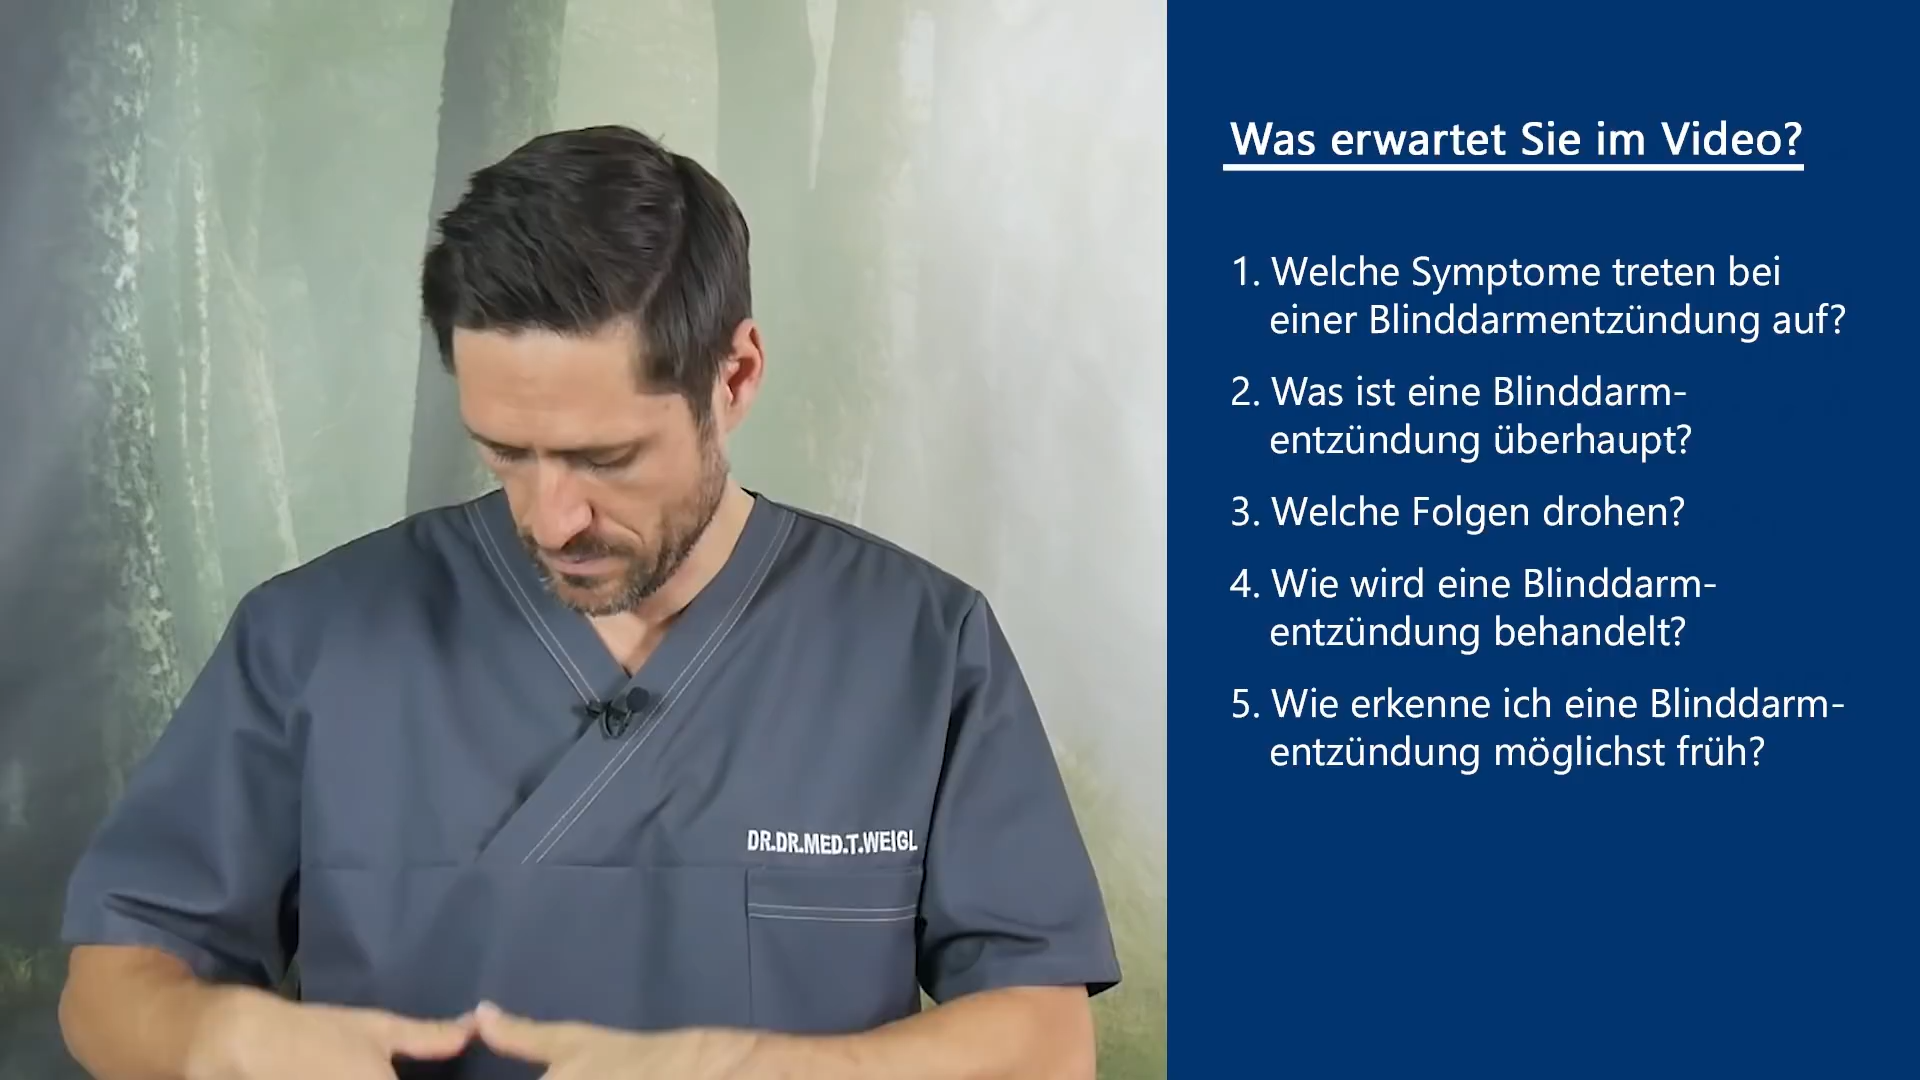 Was erwartet Sie im Video?
1. Welche Symptome treten bei
einer Blinddarmentzündung auf?
2. Was ist eine Blinddarm-
entzündung überhaupt?
3. Welche Folgen drohen?
4. Wie wird eine Blinddarm-
entzündung behandelt?
5. Wie erkenne ich eine Blinddarm-
entzündung möglichst früh?
DR.DR.MED.T.WEIGL